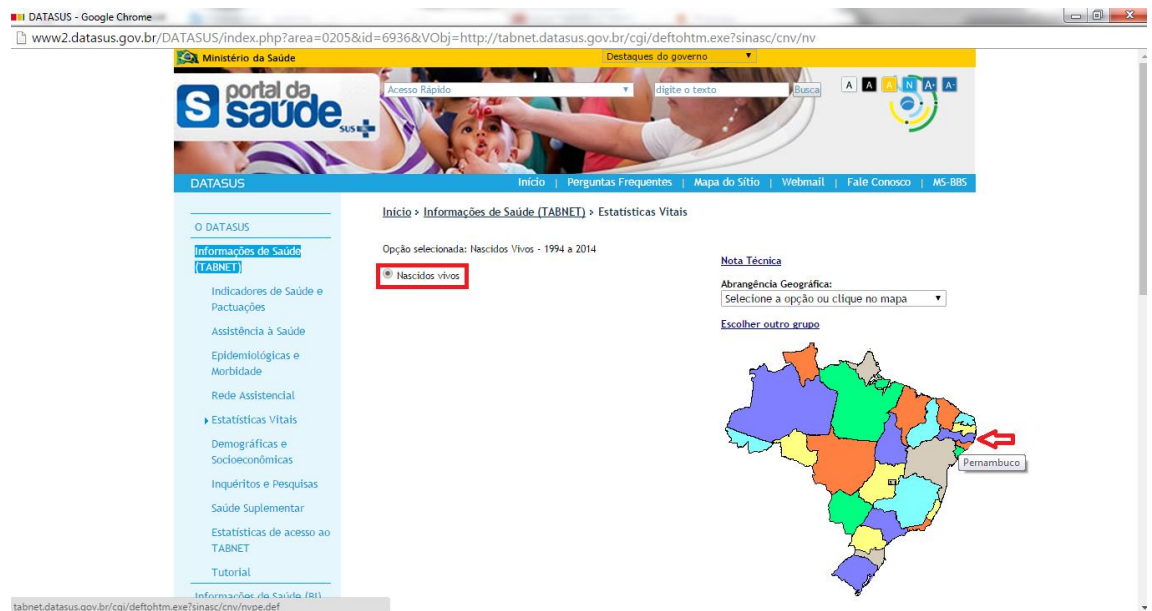 DATASUS - Google Chrome
www2.datasus.gov.br/DATASUS/index.php?area=0205&id=6936&VObj=http://tabnet.datasus.gov.br/cgi/deftohtm.exe?sinasc/cnv/nv
Ministério da Saúde
Destaques do governo
portal da
saúde
SUS
Acesso Rápido
digite o texto
Busca
A A A N A+ A-
DATASUS
Início | Perguntas Frequentes | Mapa do Sítio | Webmail | Fale Conosco | MS-BBS
O DATASUS
Informações de Saúde
(TABNET)
Indicadores de Saúde e
Pactuações
Assistência à Saúde
Epidemiológicas e
Morbidade
Rede Assistencial
Estatísticas Vitais
Demográficas e
Socioeconômicas
Inquéritos e Pesquisas
Saúde Suplementar
Estatísticas de acesso ao
TABNET
Tutorial
Informações de Saúde (BI)
Início > Informações de Saúde (TABNET) > Estatísticas Vitais
Opção selecionada: Nascidos Vivos - 1994 a 2014
Nascidos vivos
Nota Técnica
Abrangência Geográfica:
Selecione a opção ou clique no mapa
Escolher outro grupo
Pernambuco
tabnet.datasus.gov.br/cgi/deftohtm.exe?sinasc/cnv/nvpe.def